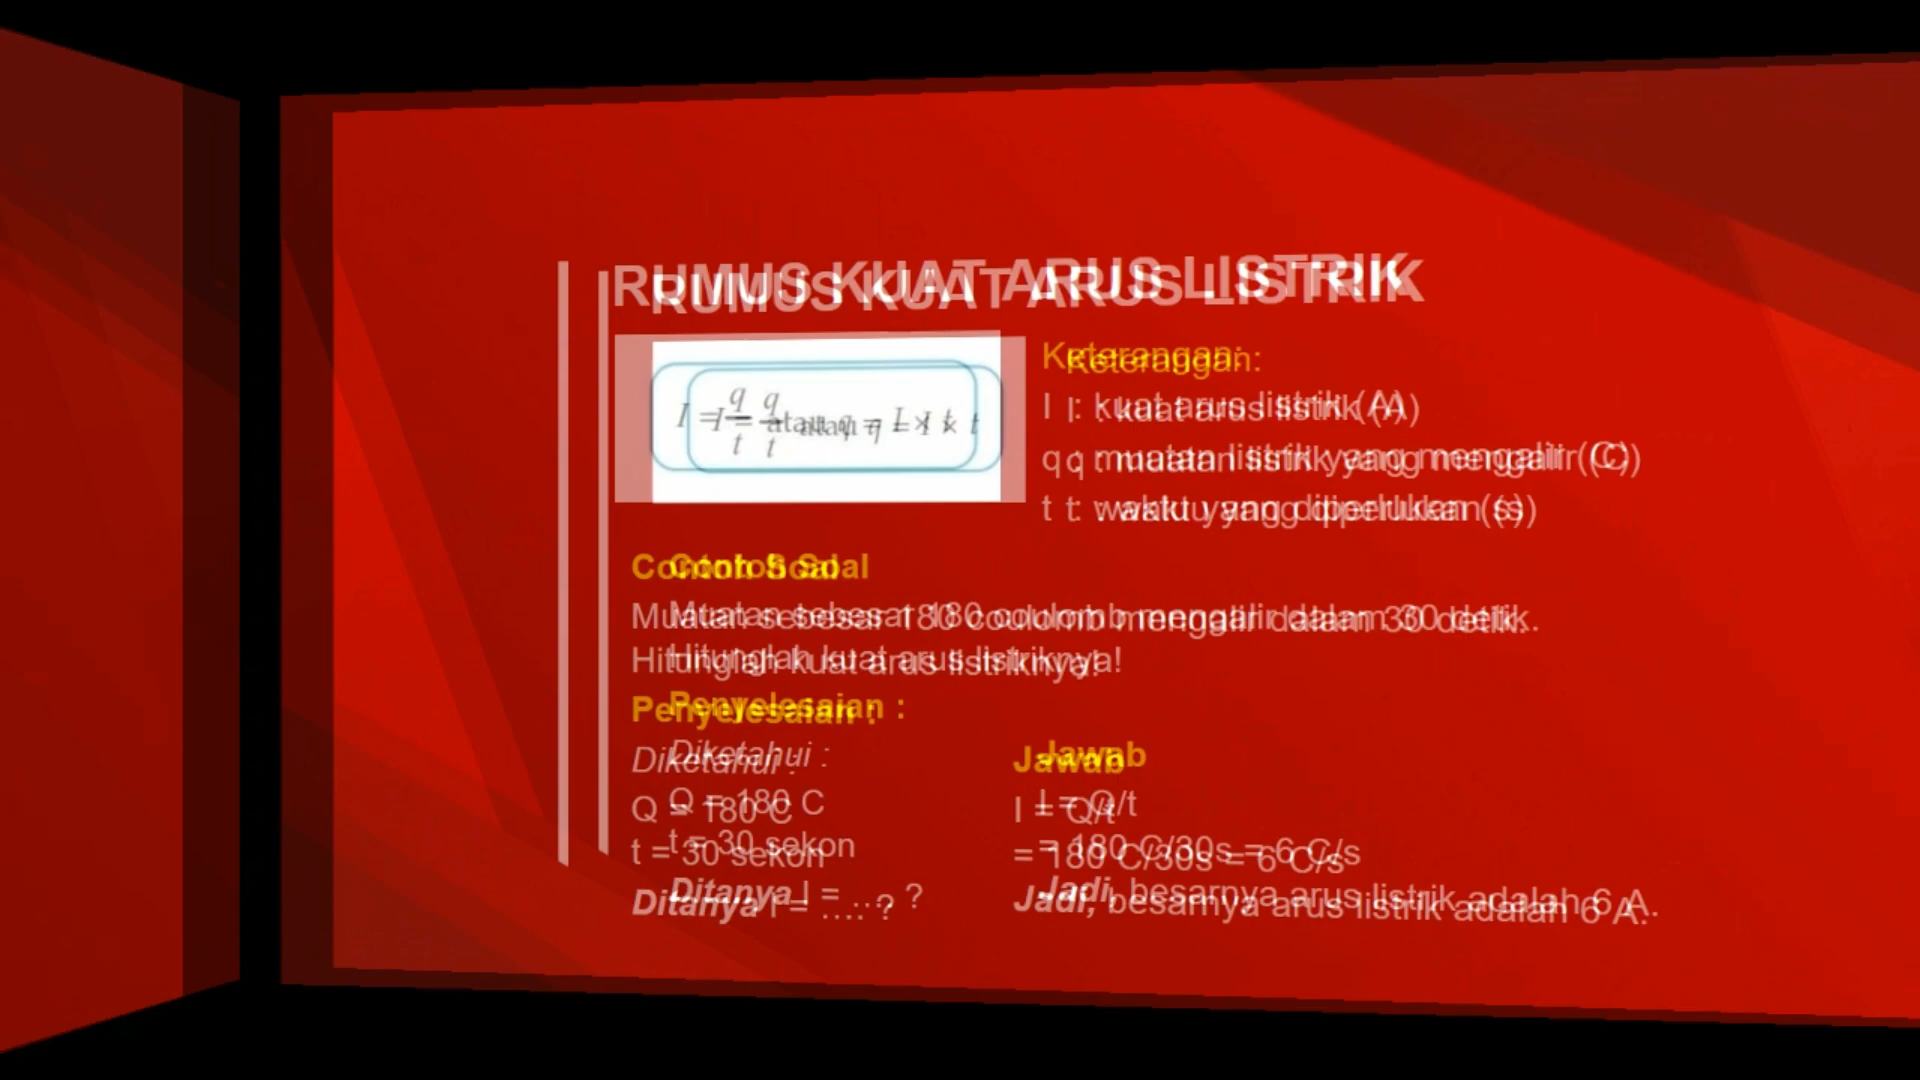 RUMUS KUAT ARUS LISTRIK
I = q/t atau q = I × t
Keterangan:
I : kuat arus listrik (A)
q : muatan listrik yang mengalir (C)
t : waktu yang diperlukan (s)
Contoh Soal
Muatan sebesar 180 coulomb mengalir dalam 30 detik.
Hitunglah kuat arus listriknya!
Penyelesaian :
Diketahui :
Q = 180 C
t = 30 sekon
Ditanya I = ….. ?
Jawab
I = Q/t
= 180 C/30s = 6 C/s
Jadi, besarnya arus listrik adalah 6 A.